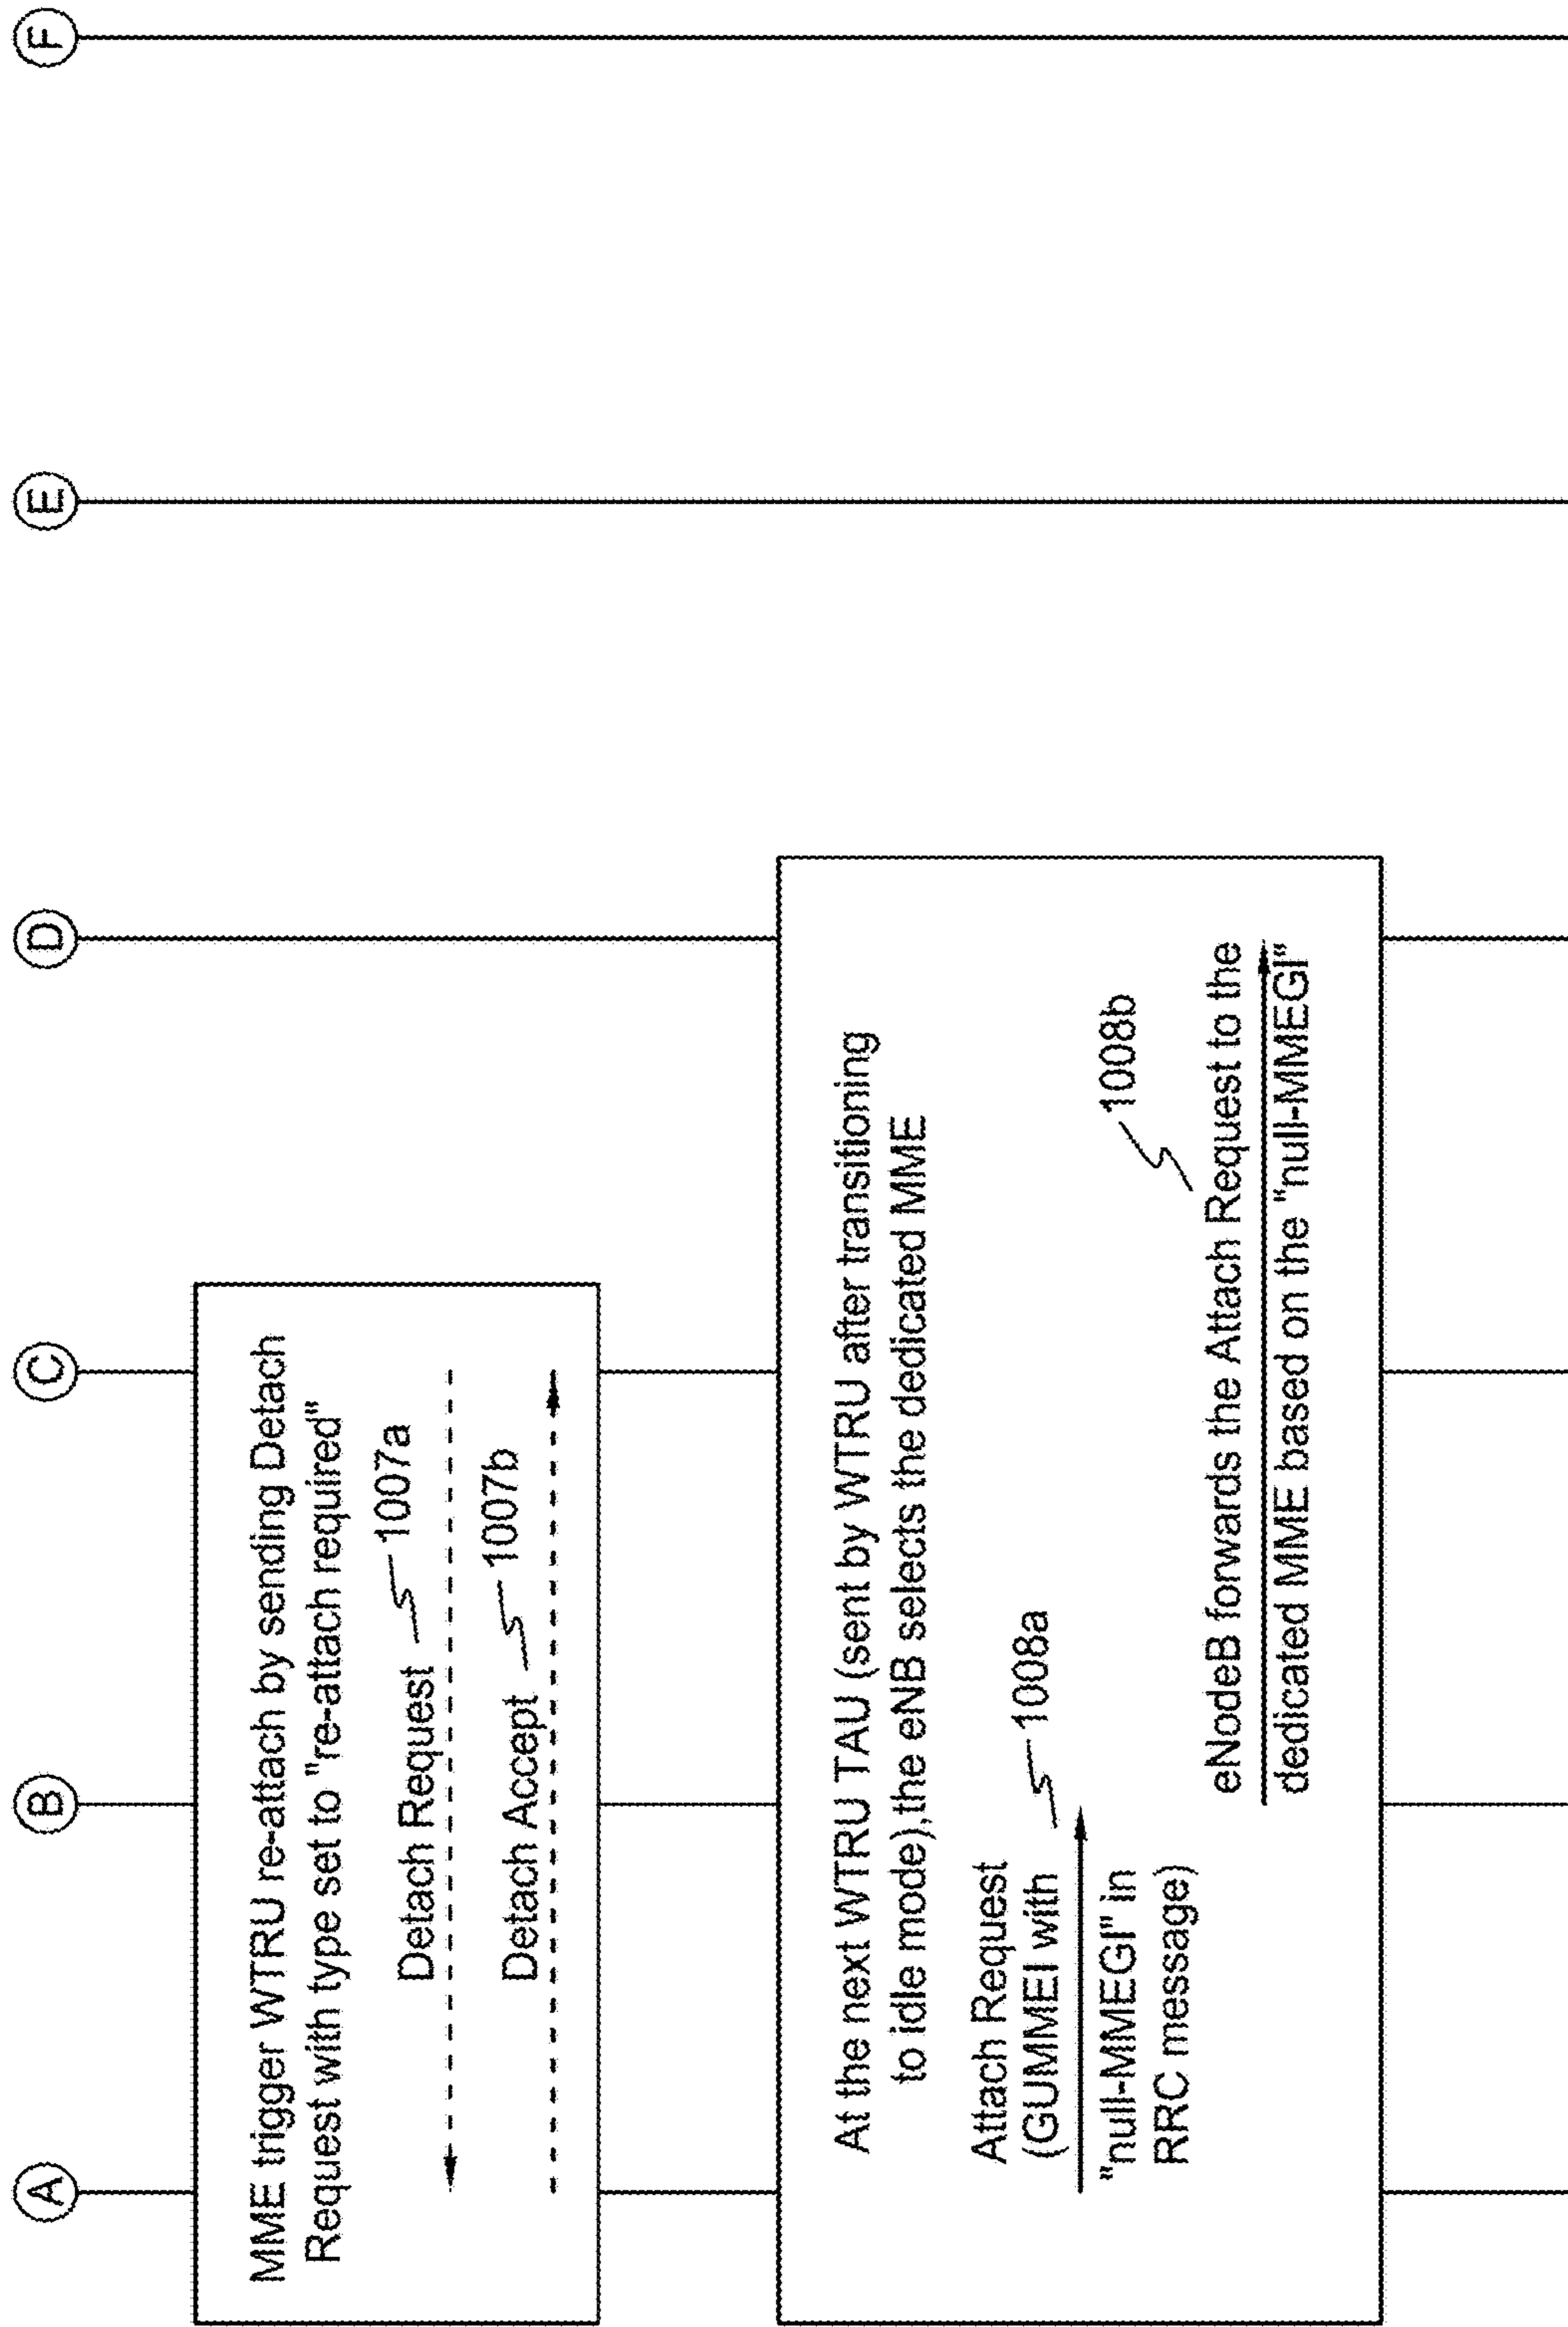 A
B
C
D
E
F
MME trigger WTRU re-attach by sending Detach
Request with type set to "re-attach required"
Detach Request
1007a
Detach Accept
1007b
At the next WTRU TAU (sent by WTRU after transitioning
to idle mode),the eNB selects the dedicated MME
Attach Request
(GUMMEI with
1008a
"null-MMEGI" in
RRC message)
1008b
eNodeB forwards the Attach Request to the
dedicated MME based on the "null-MMEGI"